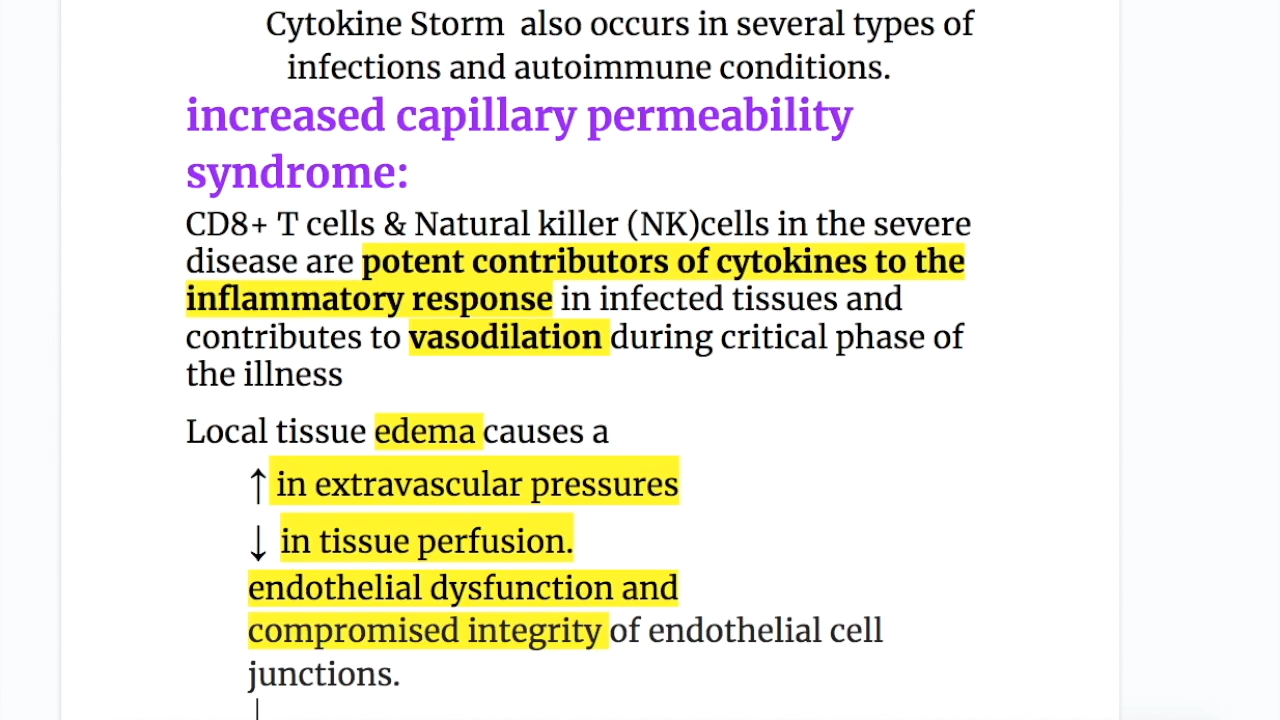 Cytokine Storm also occurs in several types of
infections and autoimmune conditions.
increased capillary permeability
syndrome:
CD8+ T cells & Natural killer (NK)cells in the severe
disease are potent contributors of cytokines to the
inflammatory response in infected tissues and
contributes to vasodilation during critical phase of
the illness
Local tissue edema causes a
↑ in extravascular pressures
↓ in tissue perfusion.
endothelial dysfunction and
compromised integrity of endothelial cell
junctions.